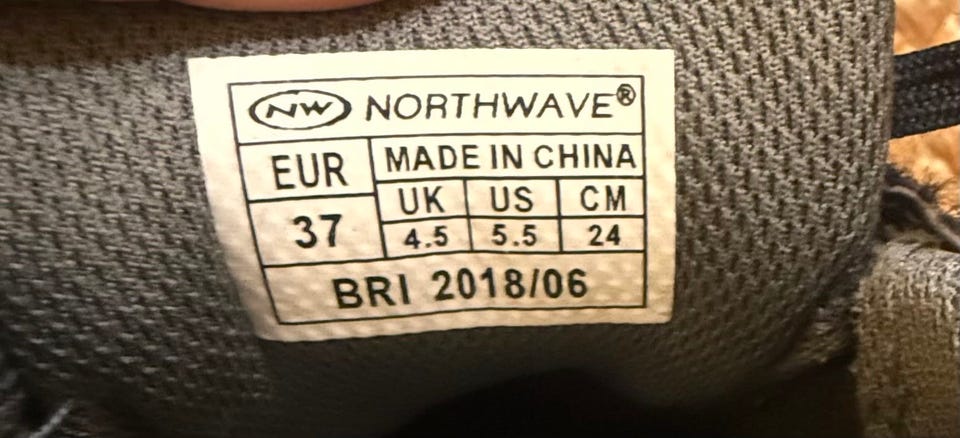 NW NORTHWAVE®
EUR MADE IN CHINA
UK US CM
37 4.5 5.5 24
BRI 2018/06